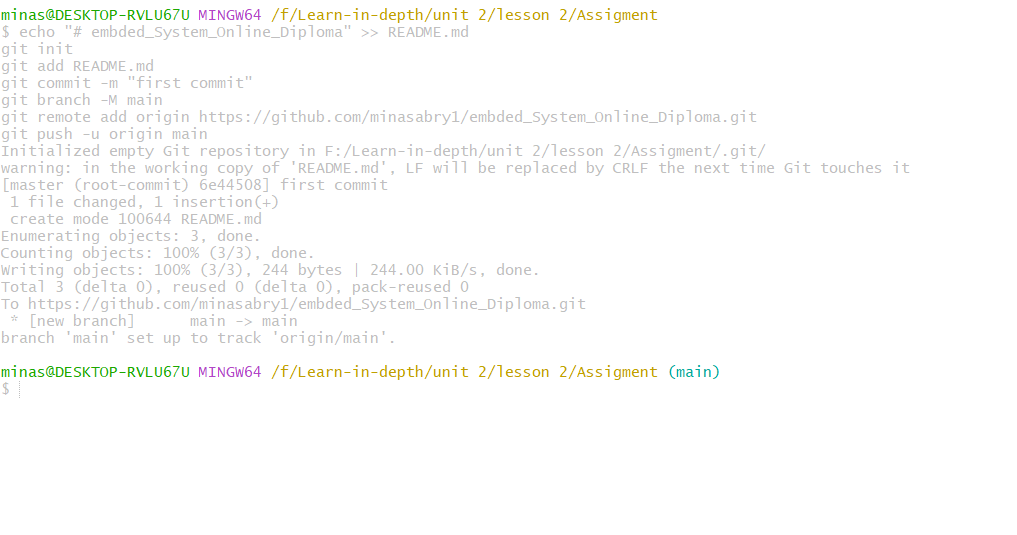 minas@DESKTOP-RVLU67U MINGW64 /f/Learn-in-depth/unit 2/lesson 2/Assigment
$ echo "# embded_System_Online_Diploma" >> README.md
git init
git add README.md
git commit -m "first commit"
git branch -M main
git remote add origin https://github.com/minasabry1/embded_System_Online_Diploma.git
git push -u origin main
Initialized empty Git repository in F:/Learn-in-depth/unit 2/lesson 2/Assigment/.git/
warning: in the working copy of 'README.md', LF will be replaced by CRLF the next time Git touches it
[master (root-commit) 6e44508] first commit
 1 file changed, 1 insertion(+)
 create mode 100644 README.md
Enumerating objects: 3, done.
Counting objects: 100% (3/3), done.
Writing objects: 100% (3/3), 244 bytes | 244.00 KiB/s, done.
Total 3 (delta 0), reused 0 (delta 0), pack-reused 0
To https://github.com/minasabry1/embded_System_Online_Diploma.git
 * [new branch]      main -> main
branch 'main' set up to track 'origin/main'.
minas@DESKTOP-RVLU67U MINGW64 /f/Learn-in-depth/unit 2/lesson 2/Assigment (main)
$